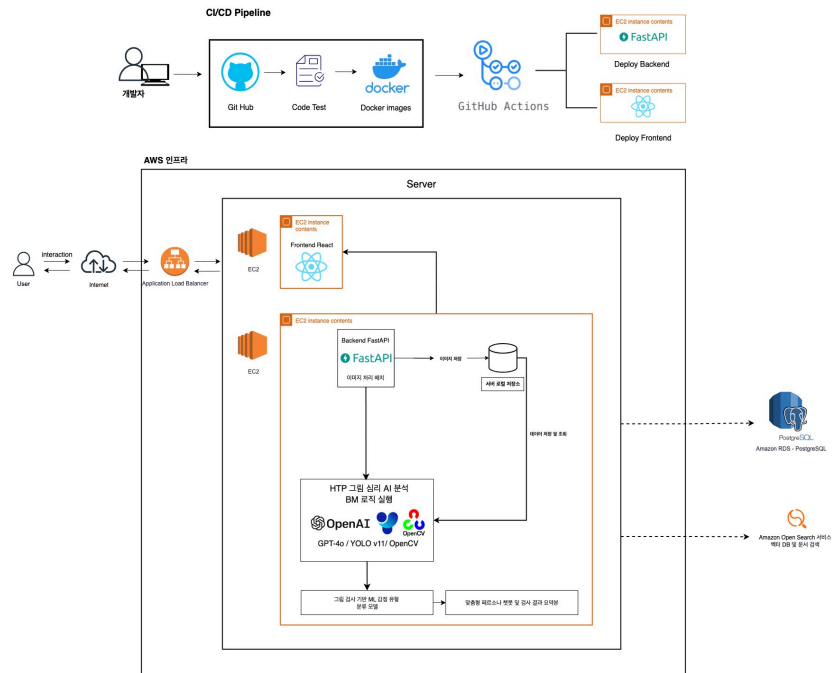 CI/CD Pipeline
개발자
Git Hub
Code Test
docker
Docker images
GitHub Actions
EC2 instance contents
FastAPI
Deploy Backend
EC2 instance contents
Deploy Frontend
AWS 인프라
Server
User
interaction
Internet
Application Load Balancer
EC2
EC2 instance
contents
Frontend React
EC2
EC2 instance contents
Backend FastAPI
FastAPI
이미지 처리 배치
이미지 저장
서버 로컬 저장소
데이터 저장 및 조회
HTP 그림 심리 AI 분석
BM 로직 실행
OpenAI
OpenCV
GPT-4o / YOLO v11/ OpenCV
그림 검사 기반 ML 감정 유형
분류 모델
맞춤형 페르소나 챗봇 및 검사 결과 요약본
PostgreSQL
Amazon RDS - PostgreSQL
Amazon Open Search 서비스
벡터 DB 및 문서 검색